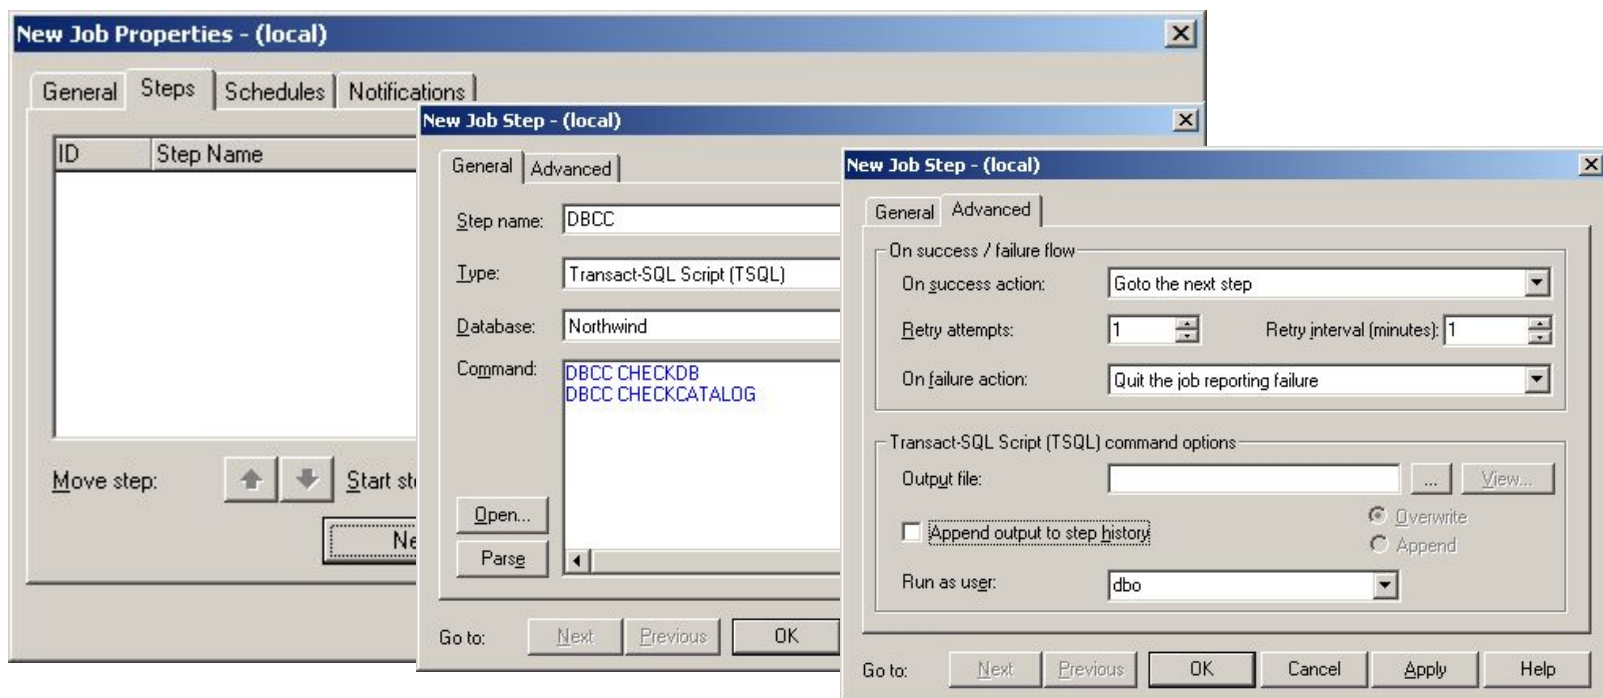 New Job Properties - (local)
General Steps Schedules Notifications
ID Step Name
Move step:
New Job Step - (local)
General Advanced
Step name: DBCC
Type: Transact-SQL Script (TSQL)
Database: Northwind
Command: DBCC CHECKDB
DBCC CHECKCATALOG
Open...
Parse
Go to: Next Previous OK
New Job Step - (local)
General Advanced
On success / failure flow
On success action: Goto the next step
Retry attempts: 1 Retry interval (minutes): 1
On failure action: Quit the job reporting failure
Transact-SQL Script (TSQL) command options
Output file: ... View...
Overwrite
Append output to step history
Append
Run as user: dbo
Go to: Next Previous OK Cancel Apply Help